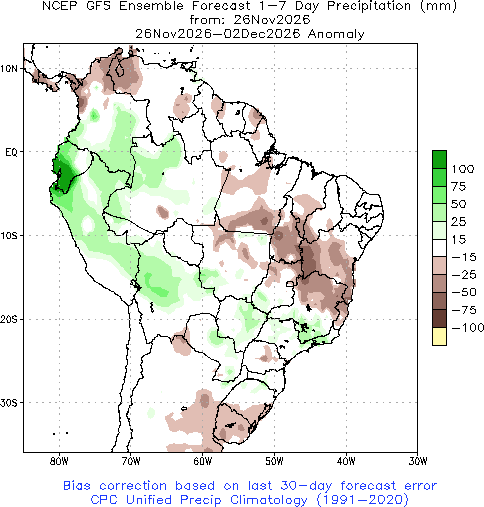 NCEP GFS Ensemble Forecast 1-7 Day Precipitation (mm)
from: 26Nov2026
26Nov2026-02Dec2026 Anomaly
10N
EQ
10S
20S
30S
80W 70W 60W 50W 40W 30W
100
75
50
25
15
-15
-25
-50
-75
-100
Bias correction based on last 30-day forecast error
CPC Unified Precip Climatology (1991-2020)